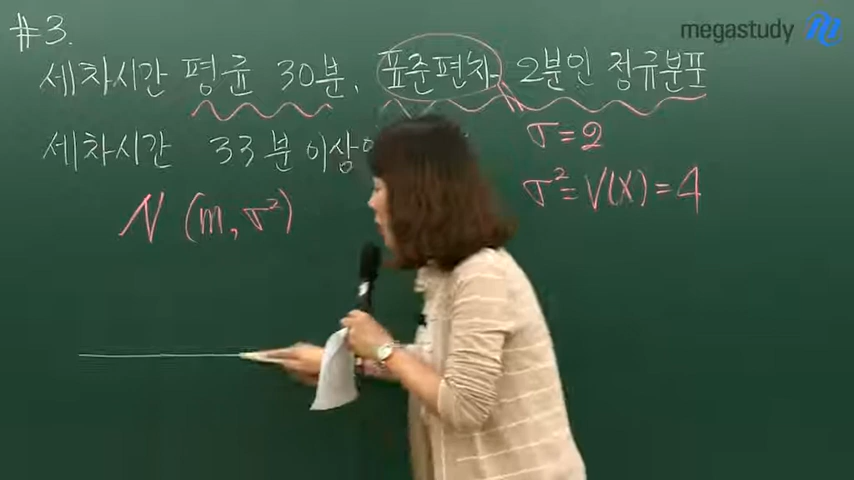 megastudy
#3.
세차시간 평균 30분, 표준편차 2분인 정규분포
세차시간 33분 이상
σ=2
σ²=V(X)=4
N(m,σ²)